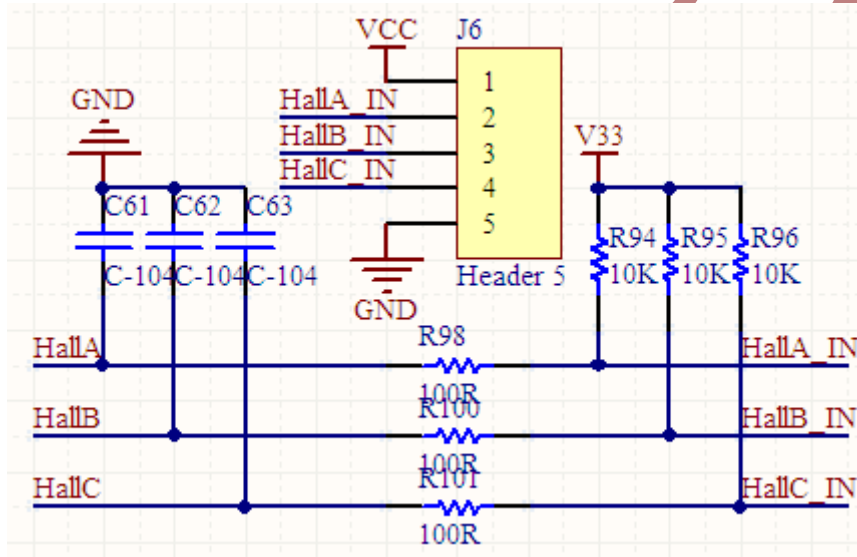 VCC J6
GND
1
HallA_IN 2
HallB_IN 3 V33
HallC_IN 4
C61 C62 C63 5
R94 R95 R96
C-104 C-104 C-104 Header 5 10K 10K 10K
GND
R98
HallA HallA_IN
100R
R100
HallB HallB_IN
100R
R101
HallC HallC_IN
100R